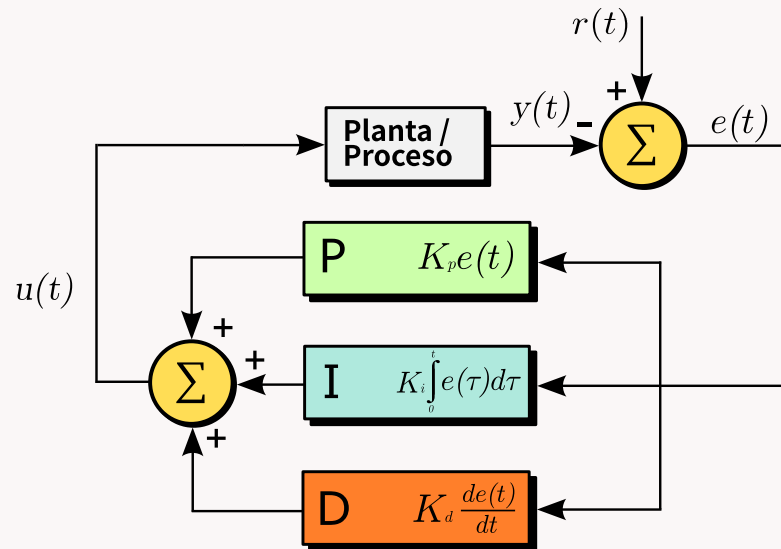 r(t)
+
Planta /
Proceso
y(t)
-
Σ
e(t)
P K_p e(t)
u(t)
+
+
Σ
I K_i ∫_0^t e(τ)dτ
+
D K_d de(t)/dt